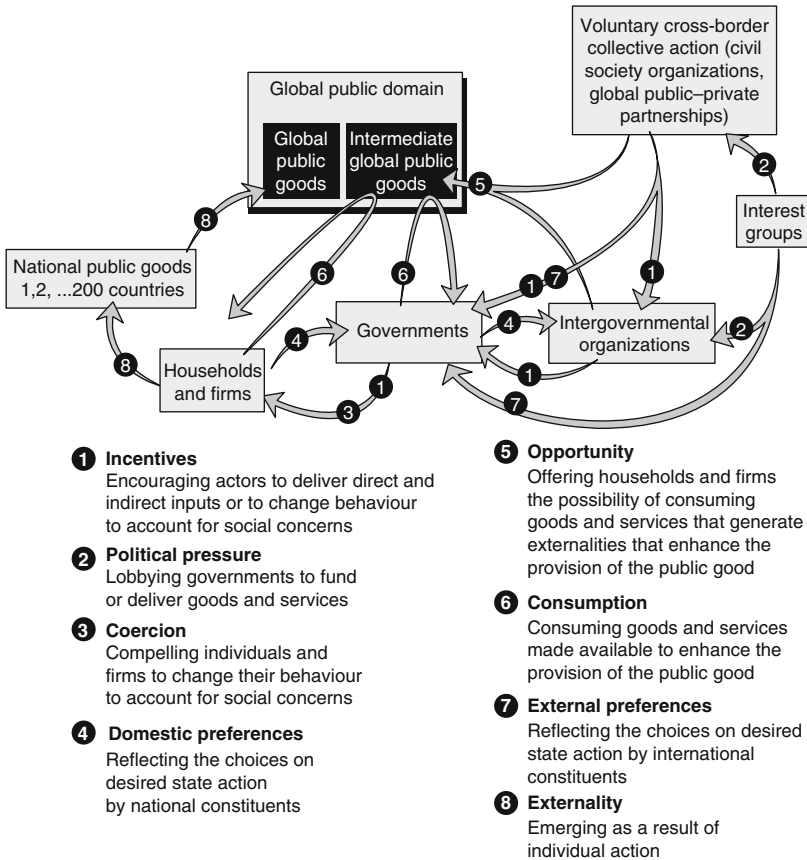 Voluntary cross-border
collective action (civil
society organizations,
global public–private
partnerships)
Global public domain
Global
public
goods
Intermediate
global public
goods
5
2
Interest
groups
8
National public goods
1,2, ...200 countries
6
6
1
7
1
4
Governments
4
Intergovernmental
organizations
2
8
Households
and firms
1
1
3
7
1 Incentives
Encouraging actors to deliver direct and
indirect inputs or to change behaviour
to account for social concerns
2 Political pressure
Lobbying governments to fund
or deliver goods and services
3 Coercion
Compelling individuals and
firms to change their behaviour
to account for social concerns
4 Domestic preferences
Reflecting the choices on
desired state action
by national constituents
5 Opportunity
Offering households and firms
the possibility of consuming
goods and services that generate
externalities that enhance the
provision of the public good
6 Consumption
Consuming goods and services
made available to enhance the
provision of the public good
7 External preferences
Reflecting the choices on desired
state action by international
constituents
8 Externality
Emerging as a result of
individual action